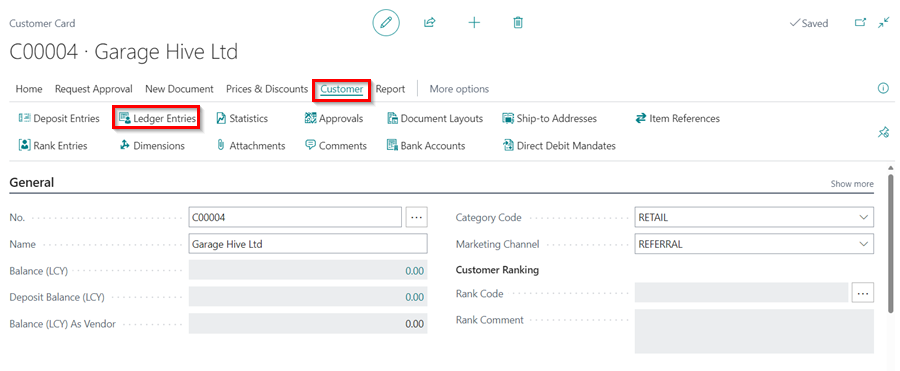 Customer Card
Saved
C00004 · Garage Hive Ltd
Home Request Approval New Document Prices & Discounts Customer Report More options
Deposit Entries Ledger Entries Statistics Approvals Document Layouts Ship-to Addresses Item References
Rank Entries Dimensions Attachments Comments Bank Accounts Direct Debit Mandates
General Show more
No. C00004 ... Category Code RETAIL
Name Garage Hive Ltd Marketing Channel REFERRAL
Balance (LCY) 0.00 Customer Ranking
Deposit Balance (LCY) 0.00 Rank Code ...
Balance (LCY) As Vendor 0.00 Rank Comment